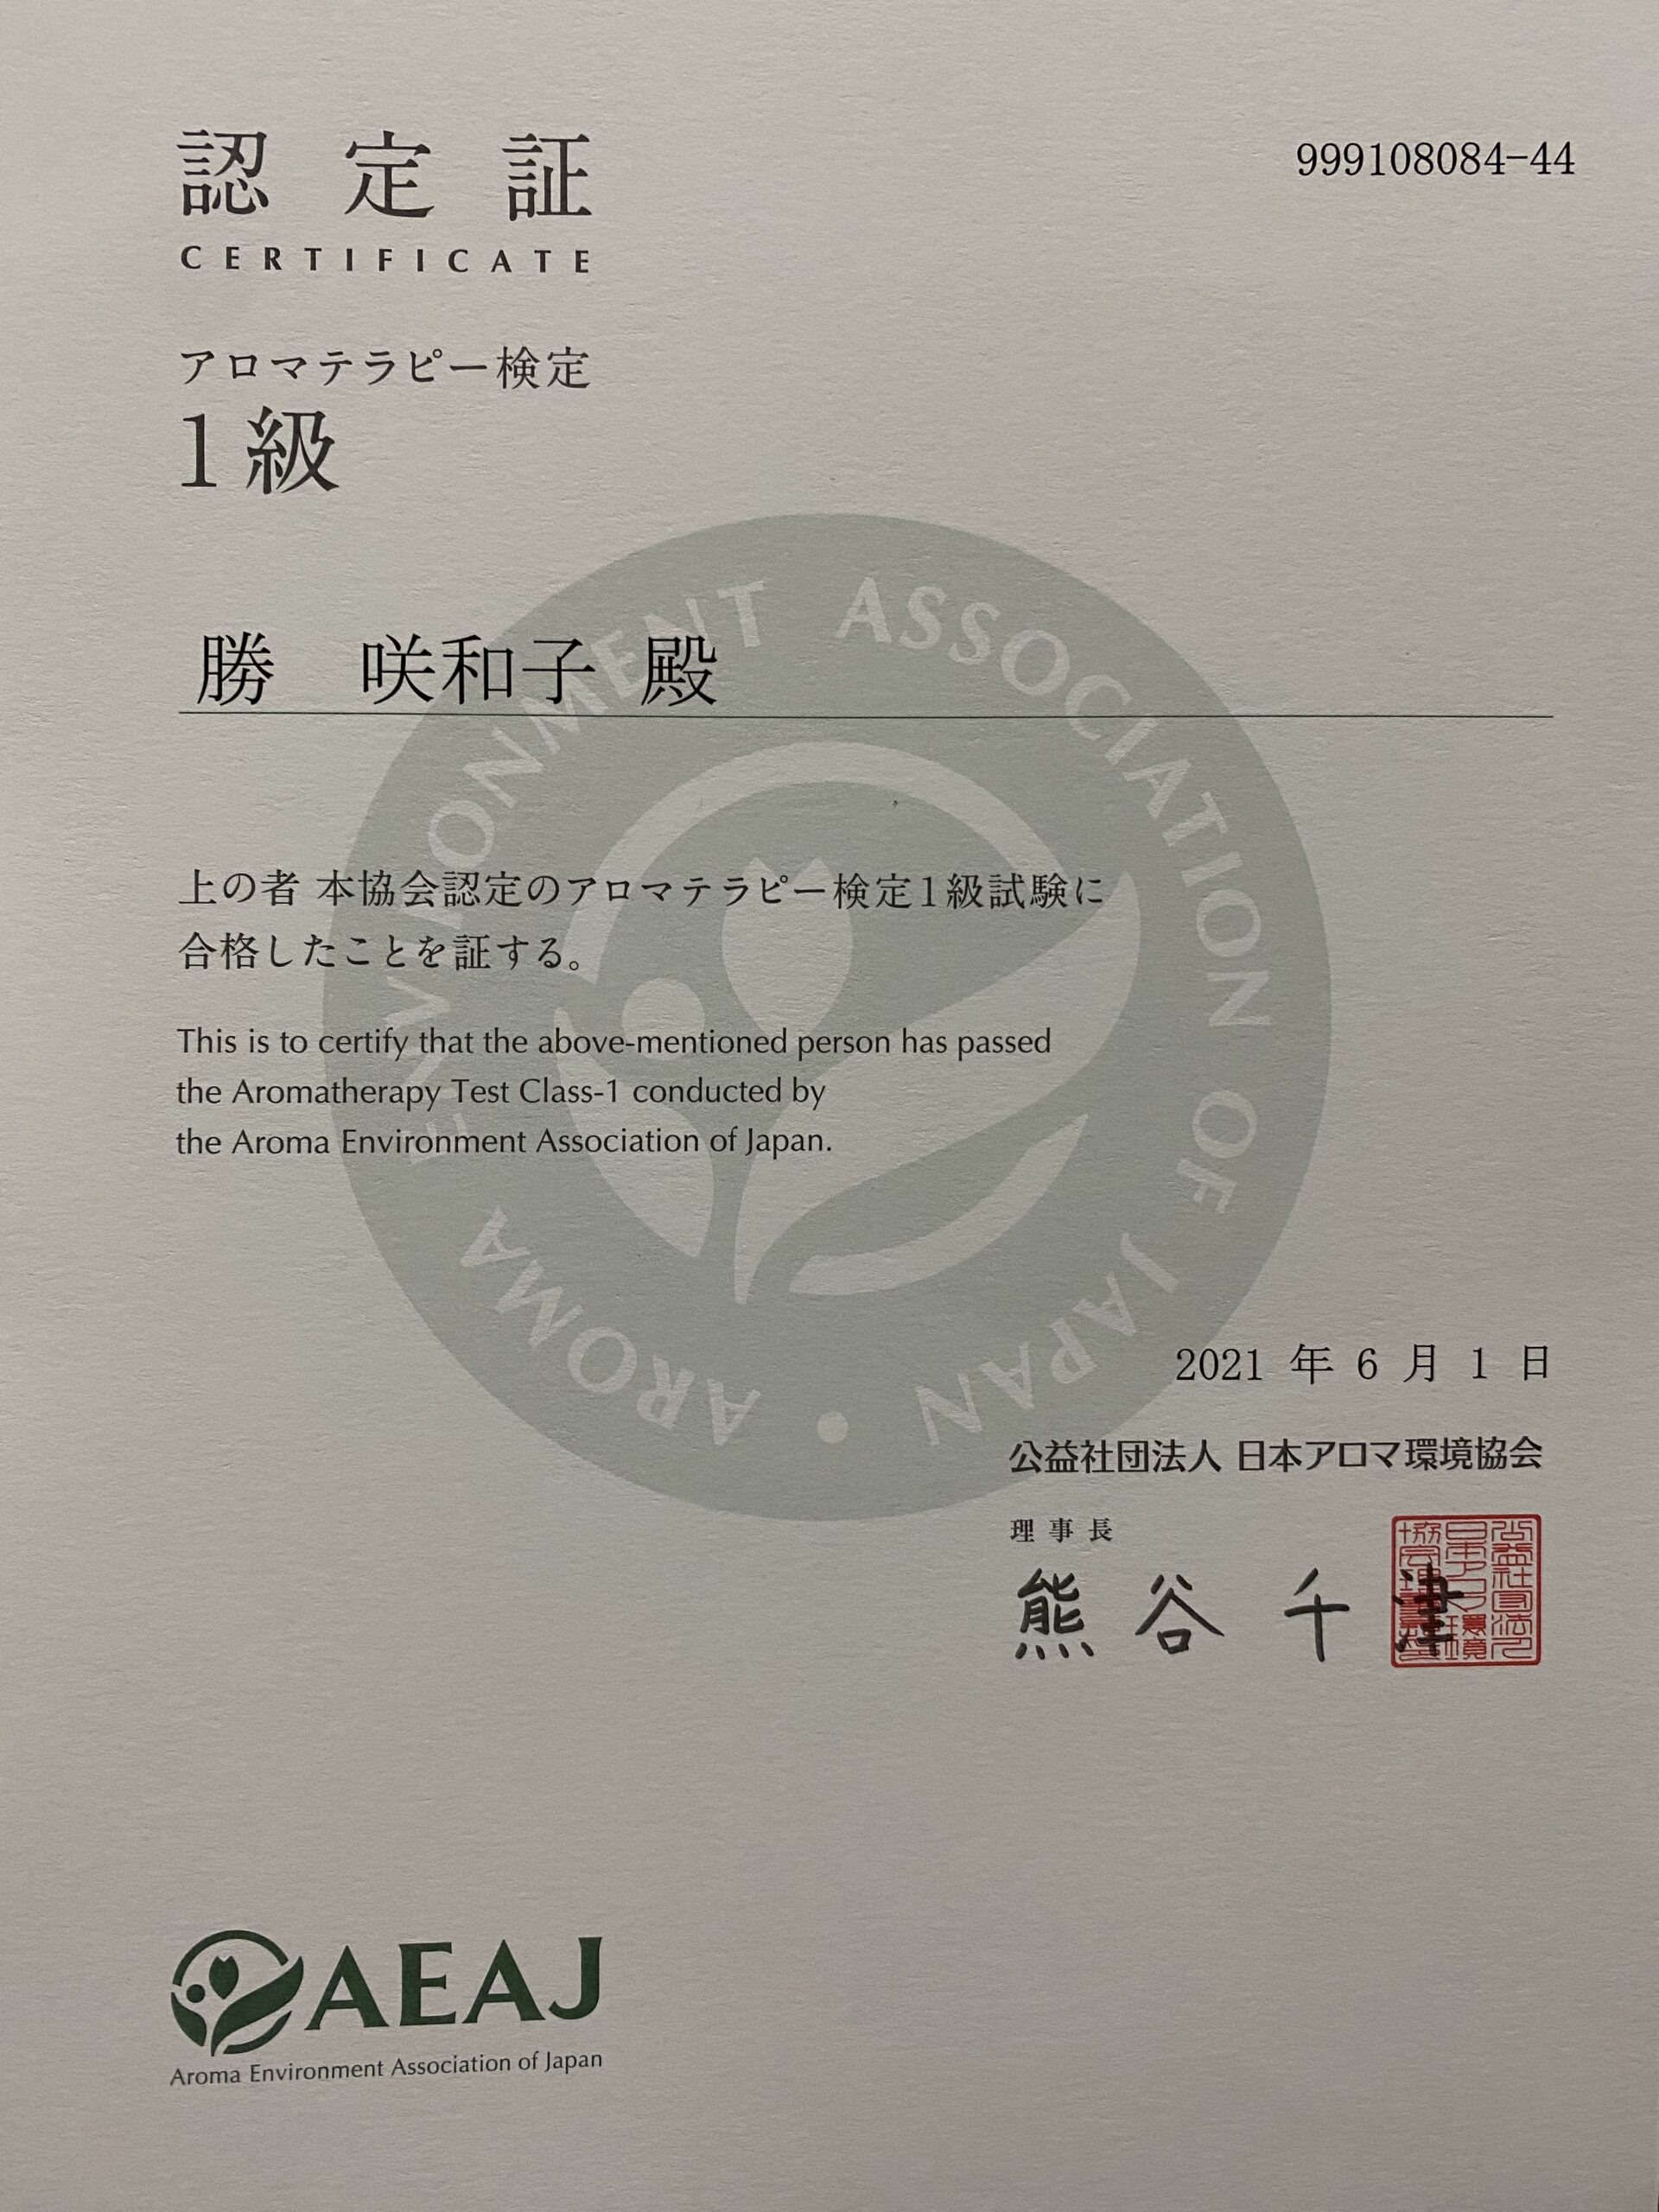 認定証
999108084-44
CERTIFICATE
アロマテラピー検定
1級
勝 咲和子 殿
上の者 本協会認定のアロマテラピー検定1級試験に
合格したことを証する。
This is to certify that the above-mentioned person has passed
the Aromatherapy Test Class-1 conducted by
the Aroma Environment Association of Japan.
AROMA ENVIRONMENT ASSOCIATION OF JAPAN
2021 年 6 月 1 日
公益社団法人 日本アロマ環境協会
理事長
熊谷 千津
AEAJ
Aroma Environment Association of Japan